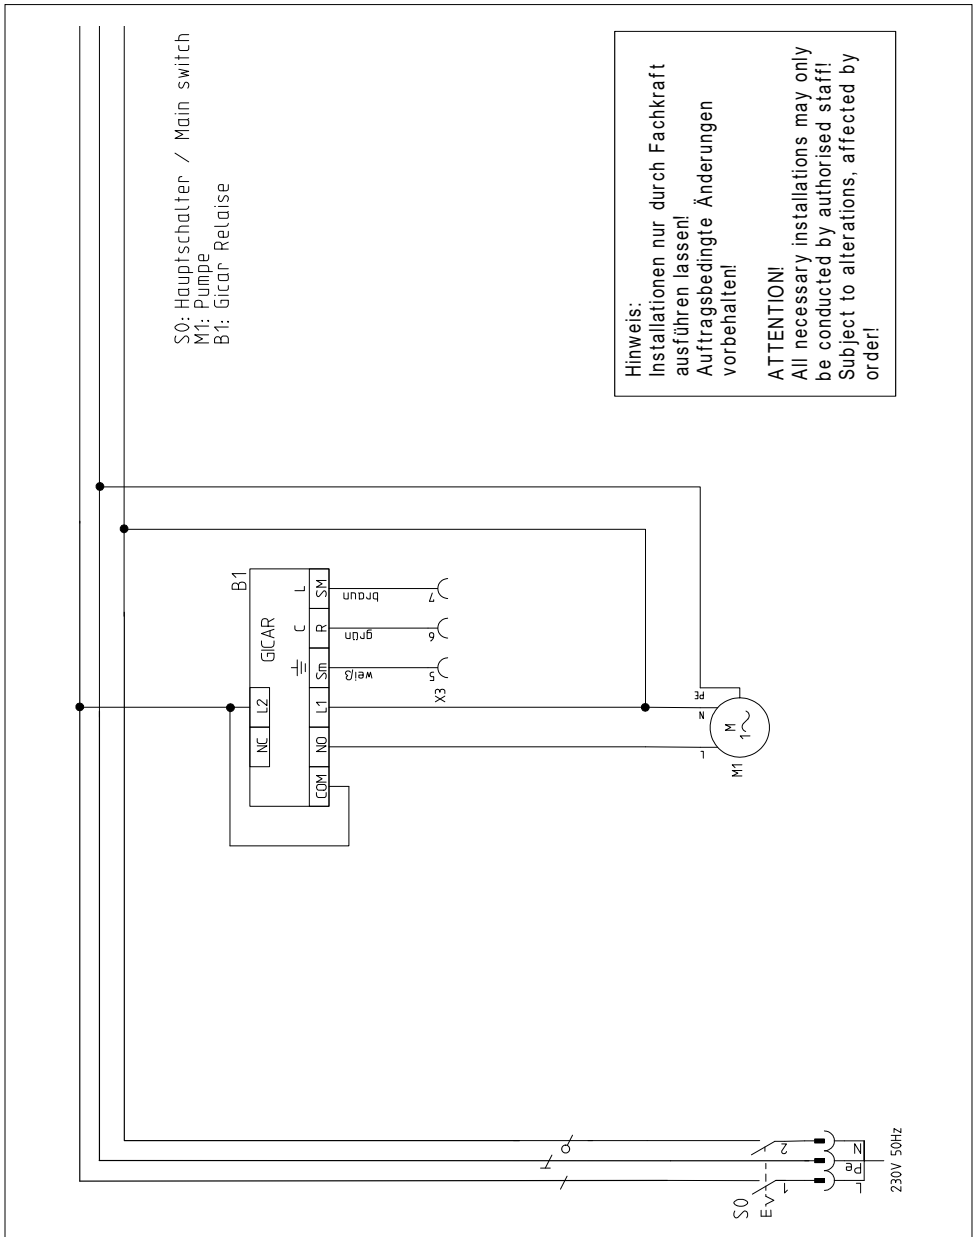 S0: Hauptschalter / Main switch
M1: Pumpe
B1: Gicar Relaise
Hinweis:
Installationen nur durch Fachkraft
ausführen lassen!
Auftragsbedingte Änderungen
vorbehalten!
ATTENTION!
All necessary installations may only
be conducted by authorised staff!
Subject to alterations, affected by
order!
B1
GICAR
NC
L2
L
C
COM
NO
L1
Sm
R
SM
weiß
grün
braun
5
6
7
X3
L
N
PE
M
1
M1
S0
E
1
2
L
Pe
N
230V 50Hz